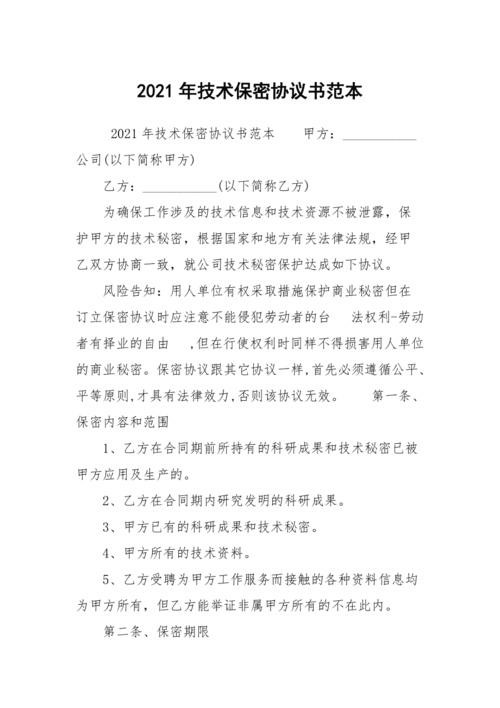 2021年技术保密协议书范本
2021年技术保密协议书范本 甲方：___________
公司(以下简称甲方)
乙方：___________(以下简称乙方)
为确保工作涉及的技术信息和技术资源不被泄露，保
护甲方的技术秘密，根据国家和地方有关法律法规，经甲
乙双方协商一致，就公司技术秘密保护达成如下协议。
风险告知：用人单位有权采取措施保护商业秘密但在
订立保密协议时应注意不能侵犯劳动者的台 法权利-劳动
者有择业的自由 ,但在行使权利时同样不得损害用人单位
的商业秘密。保密协议跟其它协议一样,首先必须遵循公平、
平等原则,才具有法律效力,否则该协议无效。 第一条、
保密内容和范围
1、乙方在合同期前所持有的科研成果和技术秘密已被
甲方应用及生产的。
2、乙方在合同期内研究发明的科研成果。
3、甲方已有的科研成果和技术秘密。
4、甲方所有的技术资料。
5、乙方受聘为甲方工作服务而接触的各种资料信息均
为甲方所有，但乙方能举证非属甲方所有的不在此内。
第二条、保密期限